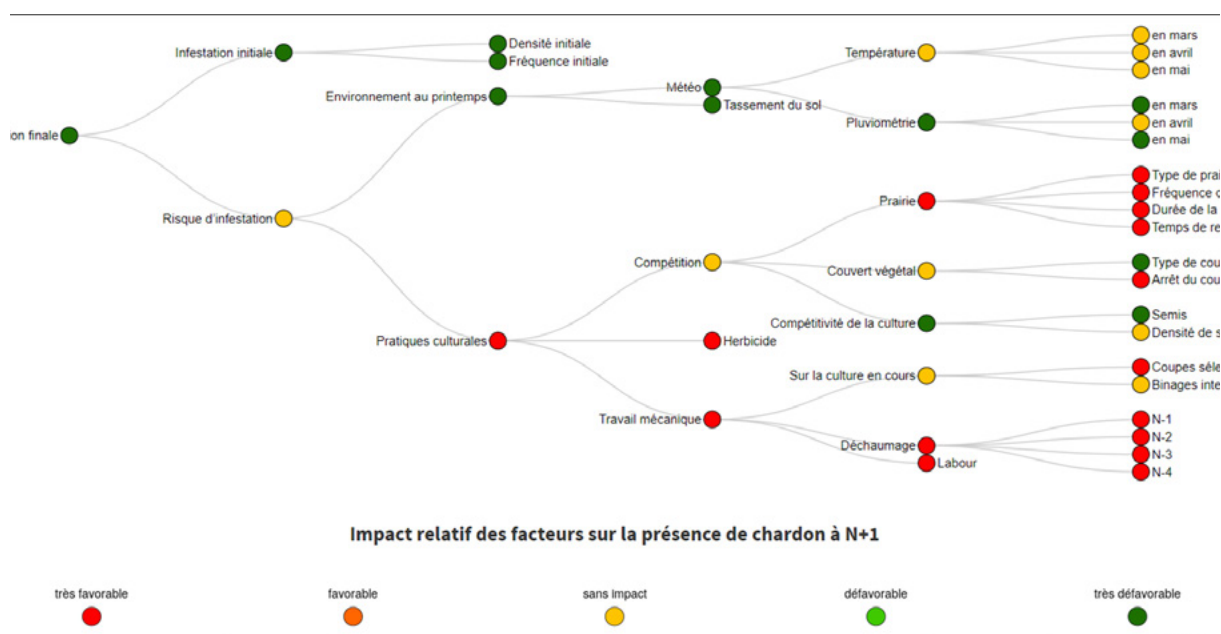 Infestation initiale
Densité initiale
Fréquence initiale
Température
en mars
en avril
en mai
Environnement au printemps
Météo
Tassement du sol
Pluviométrie
en mars
en avril
en mai
on finale
Risque d'infestation
Prairie
Type de prai
Fréquence c
Durée de la
Temps de re
Compétition
Couvert végétal
Type de cou
Arrêt du cou
Compétitivité de la culture
Semis
Densité de s
Pratiques culturales
Herbicide
Sur la culture en cours
Coupes séle
Binages inte
Travail mécanique
Déchaumage
Labour
N-1
N-2
N-3
N-4
Impact relatif des facteurs sur la présence de chardon à N+1
très favorable
favorable
sans impact
défavorable
très défavorable